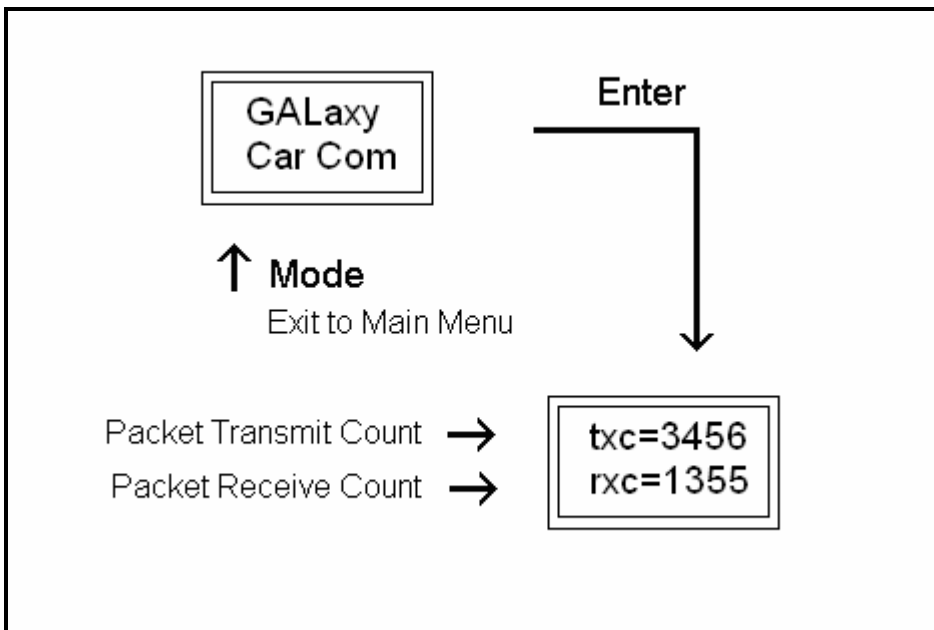 GALaxy
Car Com
Enter
Mode
Exit to Main Menu
Packet Transmit Count
Packet Receive Count
txc=3456
rxc=1355